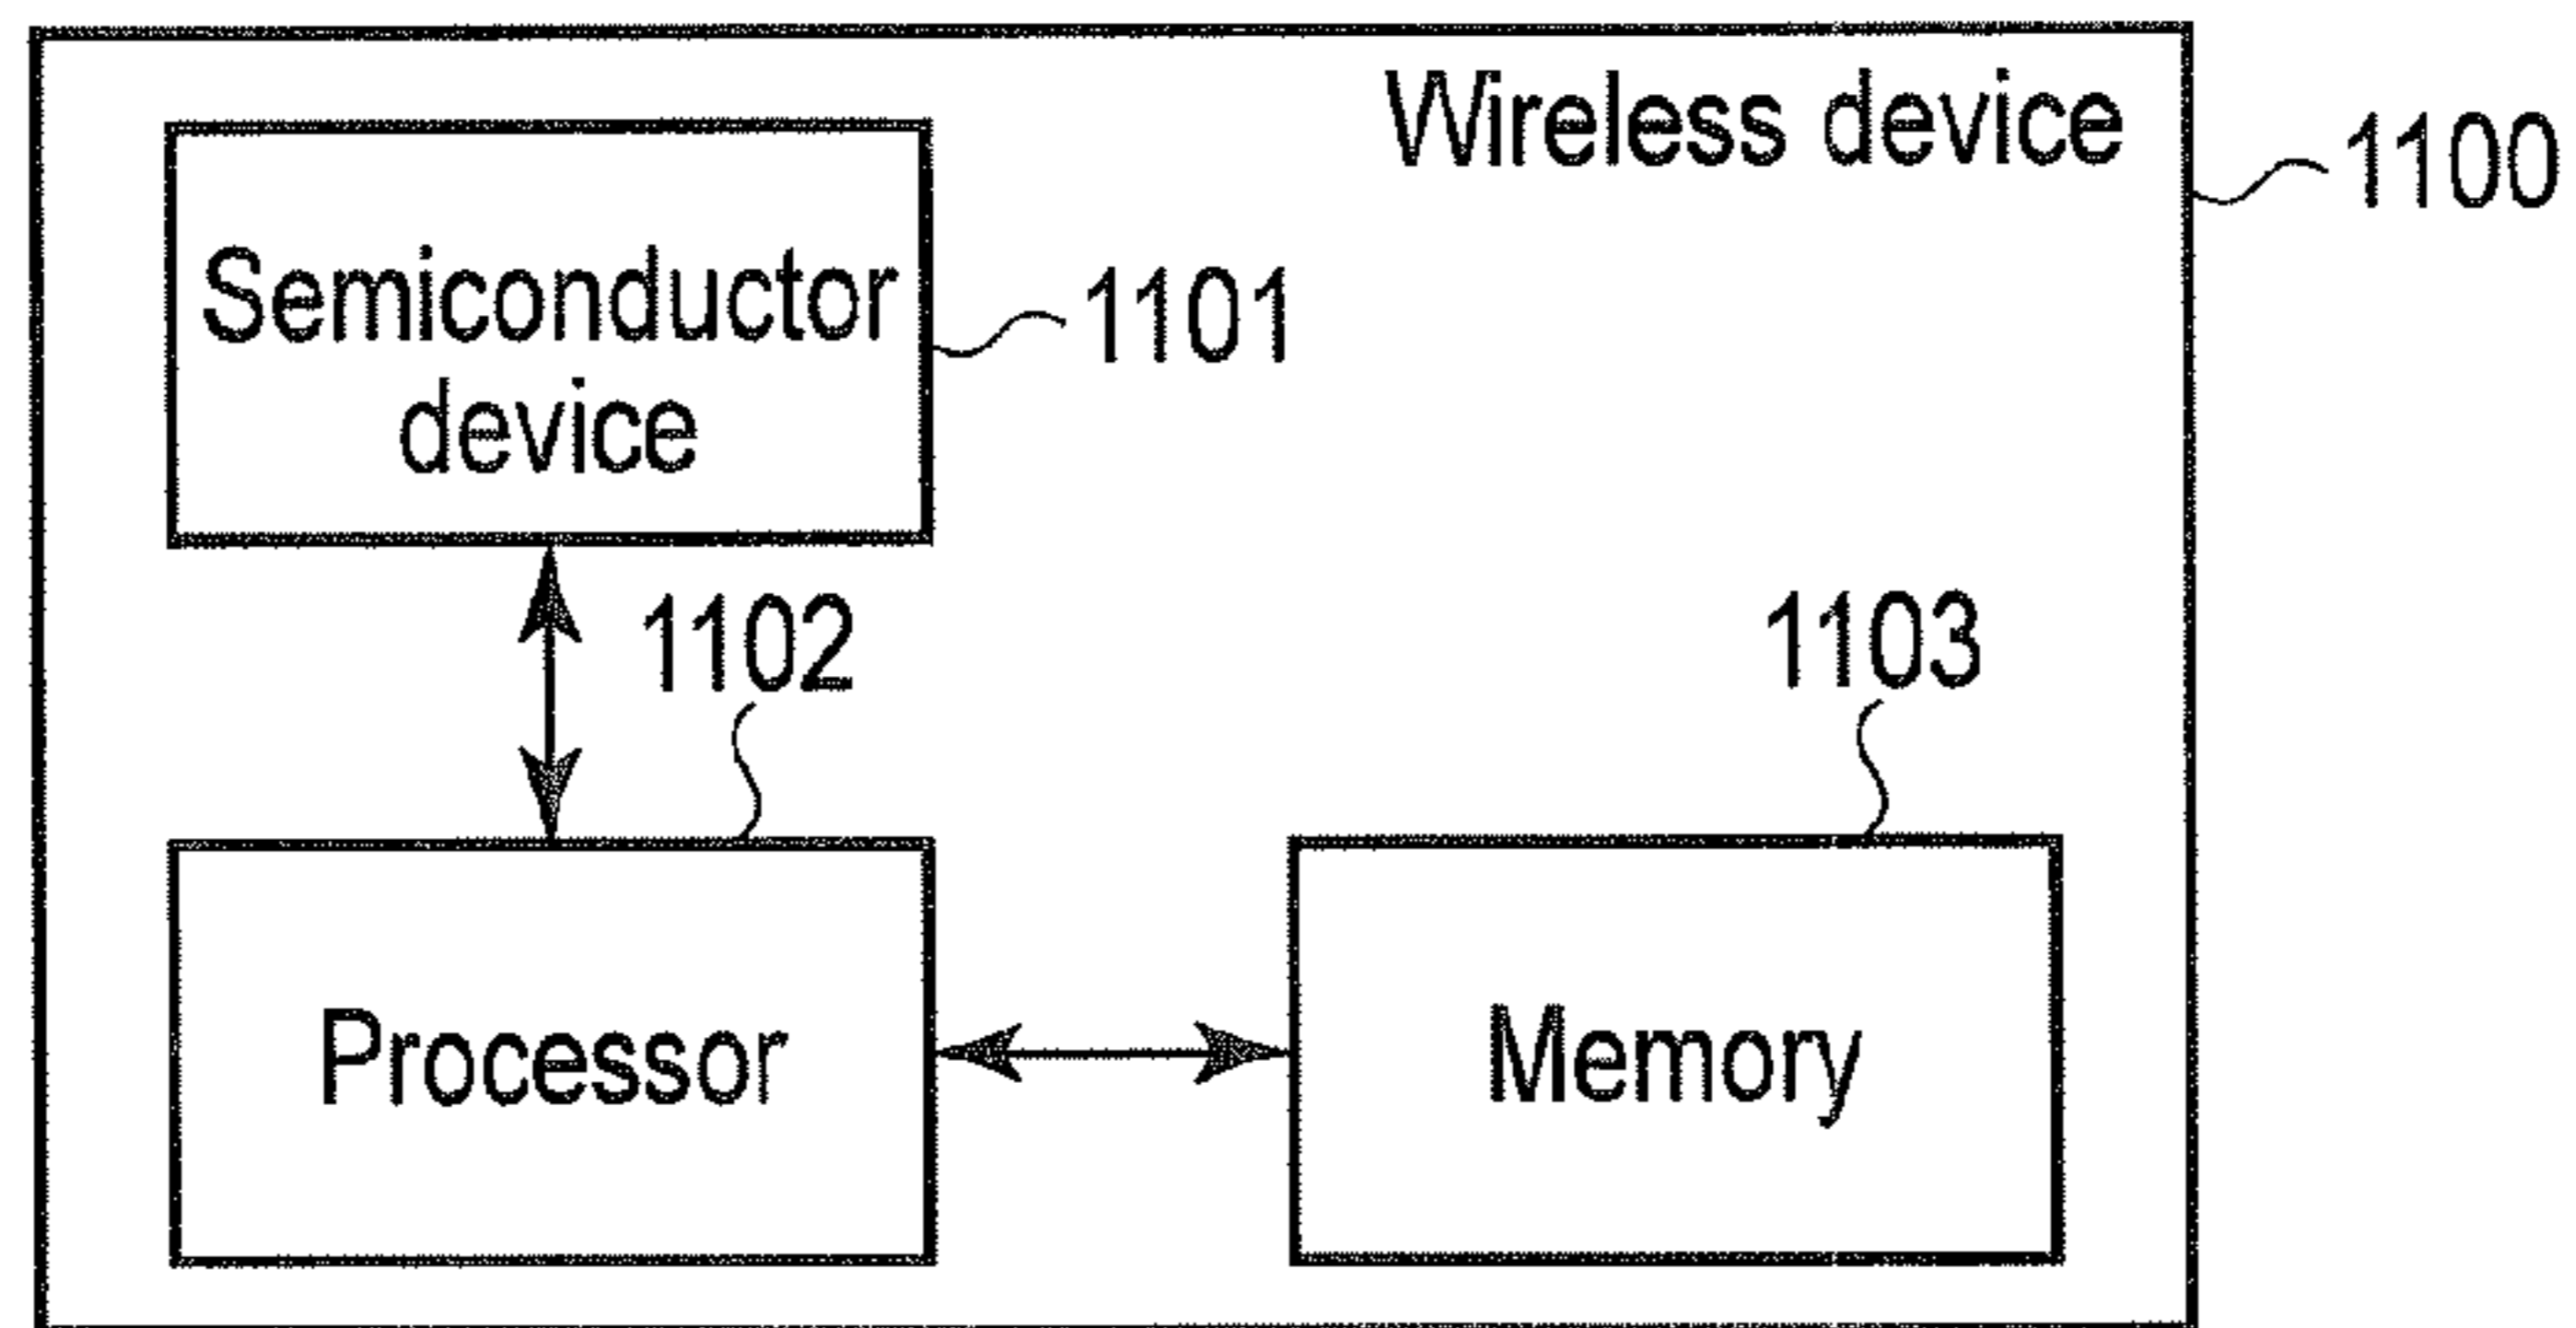 Wireless device
1100
Semiconductor
device
1101
1102
1103
Processor
Memory